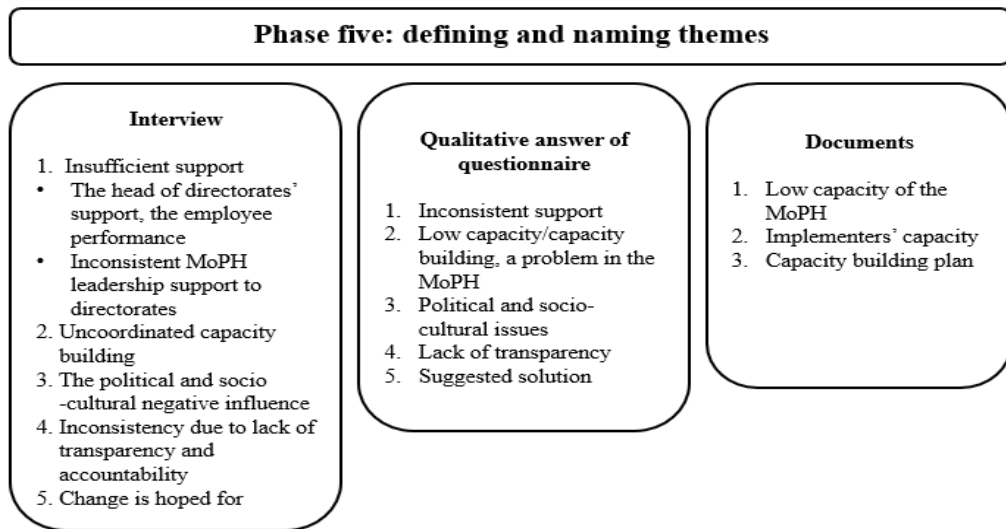 Phase five: defining and naming themes
Interview
1. Insufficient support
• The head of directorates’
support, the employee
performance
• Inconsistent MoPH
leadership support to
directorates
2. Uncoordinated capacity
building
3. The political and socio
-cultural negative influence
4. Inconsistency due to lack of
transparency and
accountability
5. Change is hoped for
Qualitative answer of
questionnaire
1. Inconsistent support
2. Low capacity/capacity
building, a problem in the
MoPH
3. Political and socio-
cultural issues
4. Lack of transparency
5. Suggested solution
Documents
1. Low capacity of the
MoPH
2. Implementers’ capacity
3. Capacity building plan